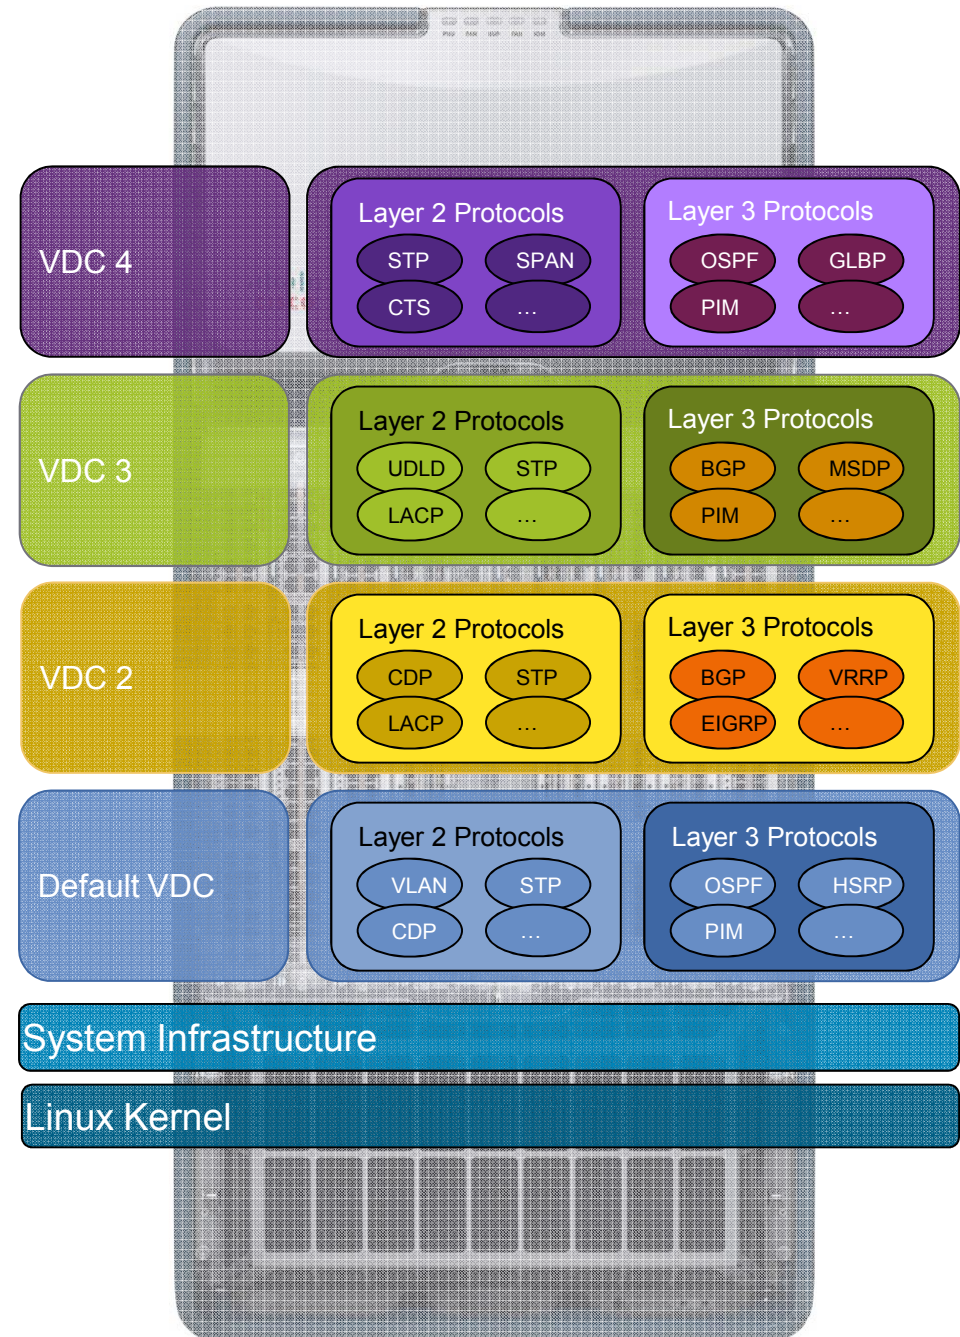 VDC 4
Layer 2 Protocols
STP SPAN
CTS …
Layer 3 Protocols
OSPF GLBP
PIM …
VDC 3
Layer 2 Protocols
UDLD STP
LACP …
Layer 3 Protocols
BGP MSDP
PIM …
VDC 2
Layer 2 Protocols
CDP STP
LACP …
Layer 3 Protocols
BGP VRRP
EIGRP …
Default VDC
Layer 2 Protocols
VLAN STP
CDP …
Layer 3 Protocols
OSPF HSRP
PIM …
System Infrastructure
Linux Kernel